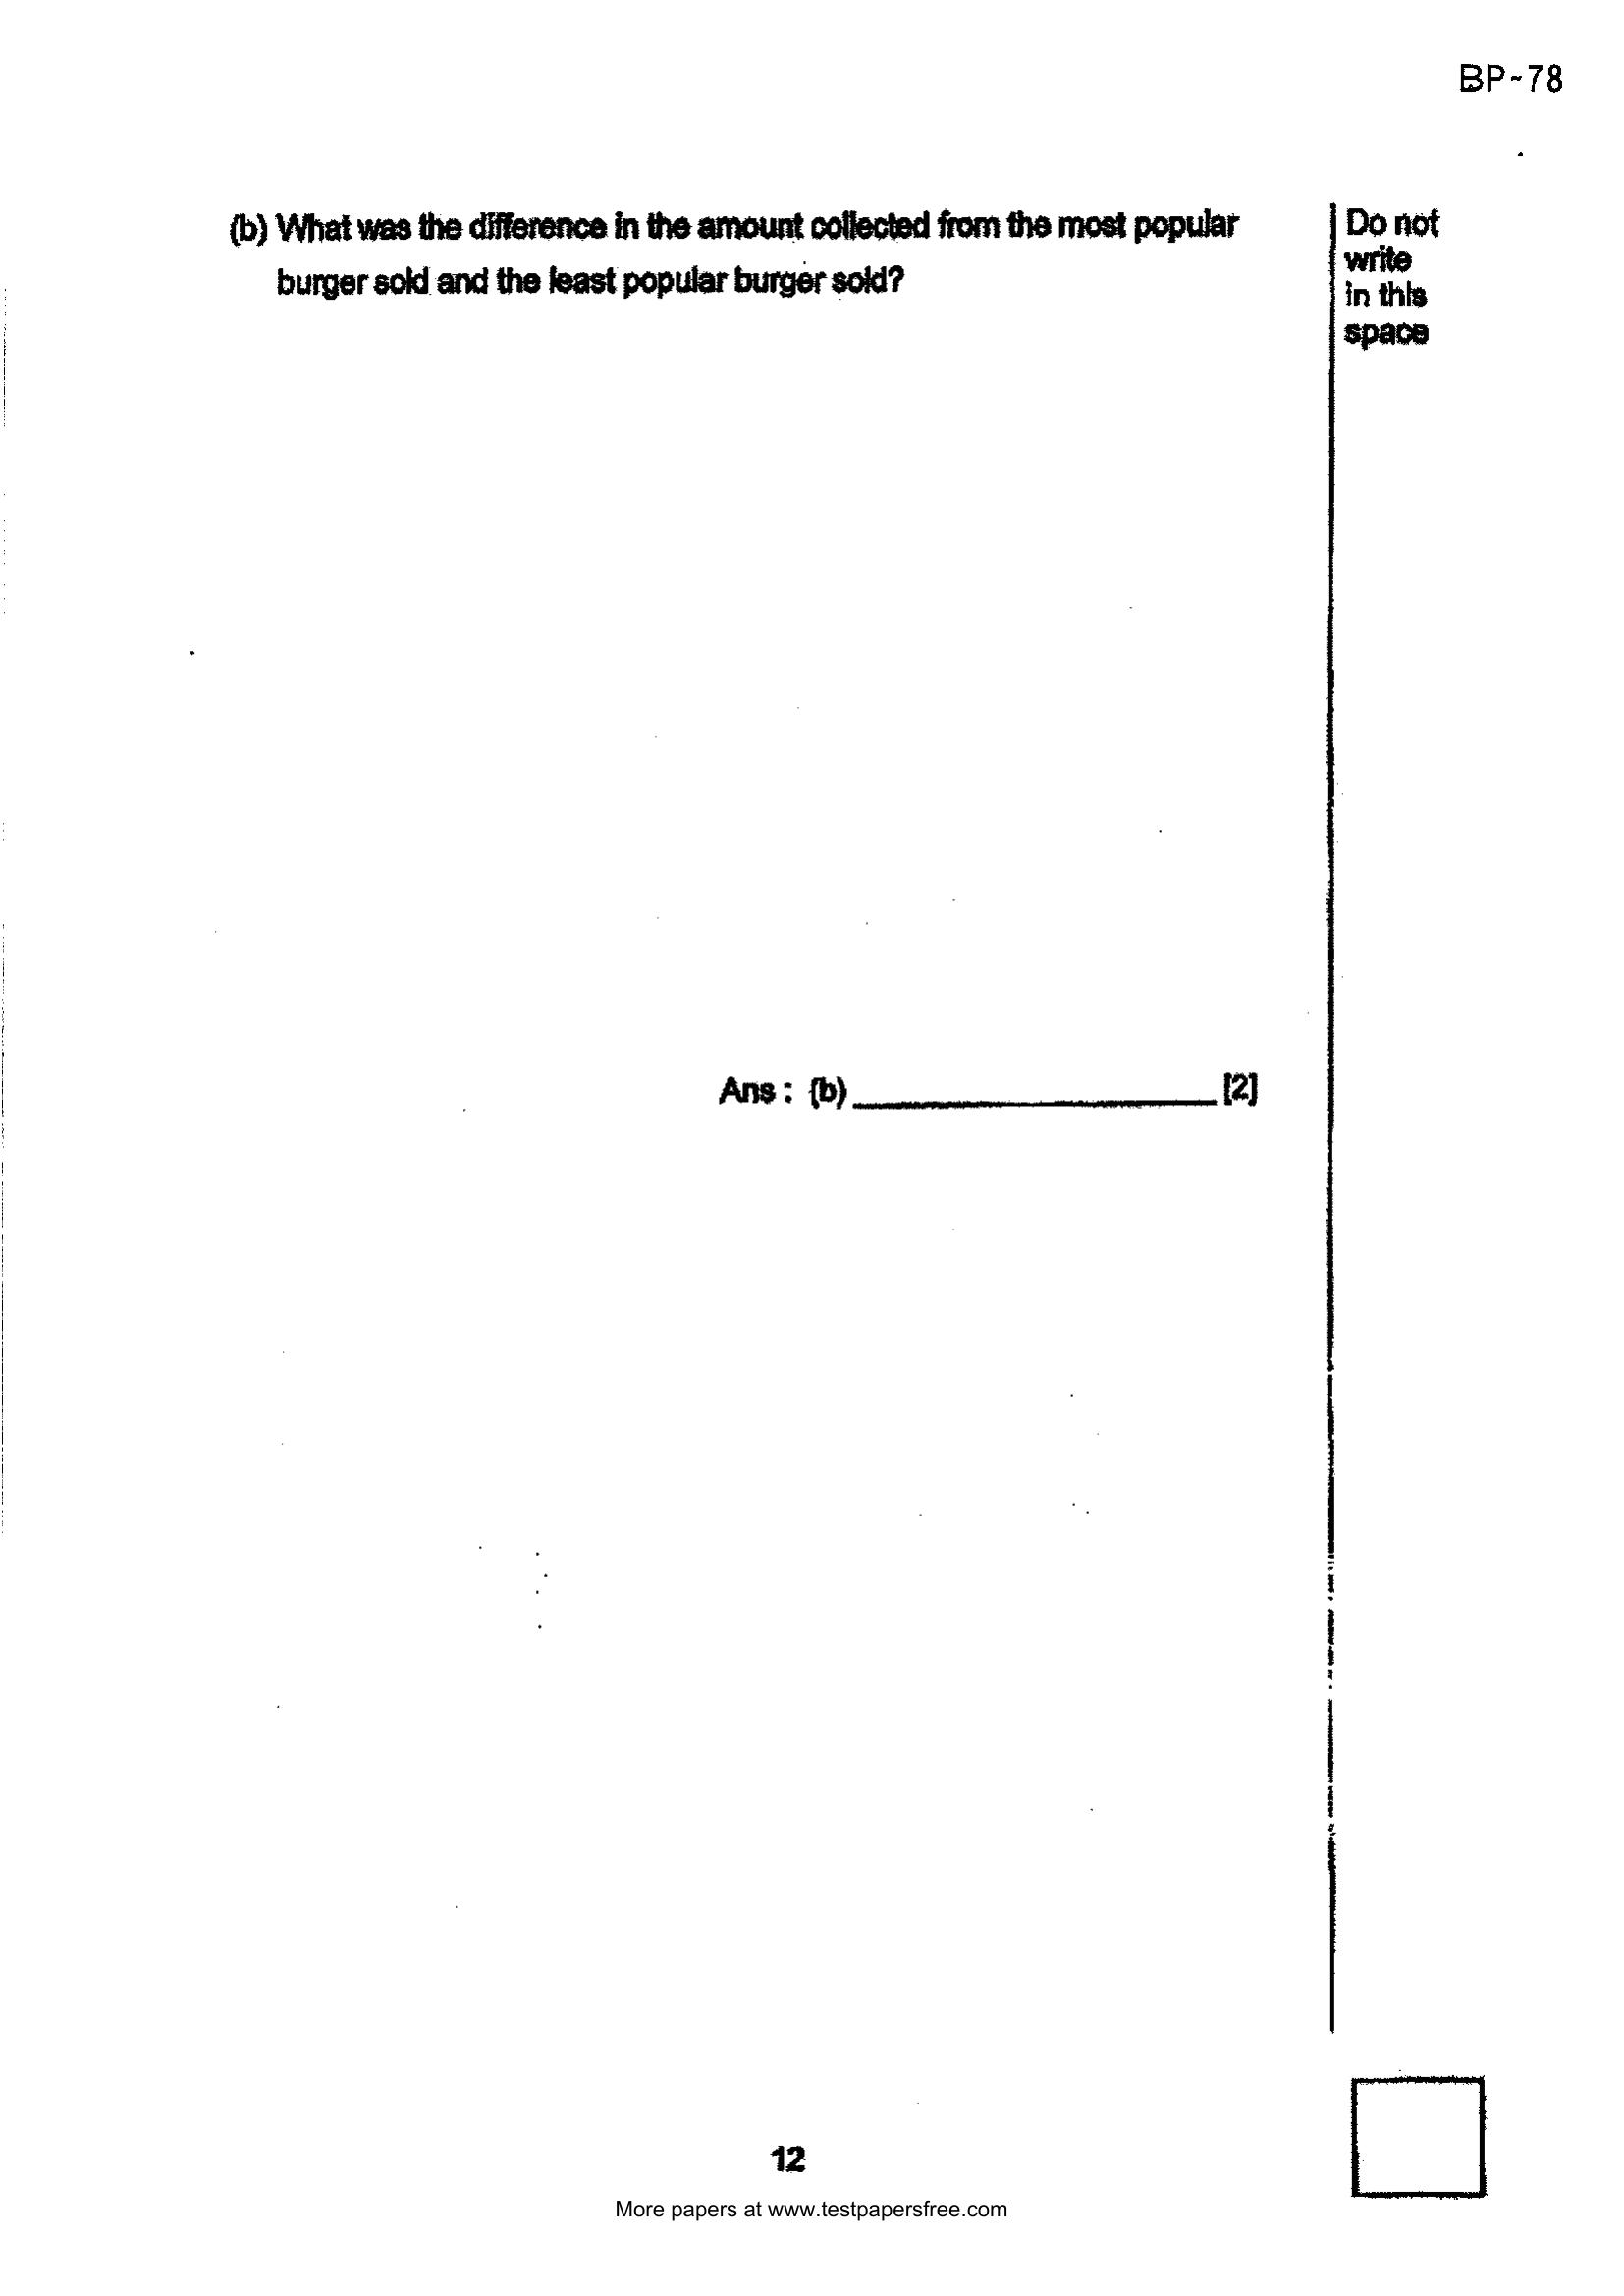 BP-78
(b) What was the difference in the amount collected from the most popular
burger sold and the least popular burger sold?
Do not
write
in this
space
Ans : (b)____________________[2]
12
More papers at www.testpapersfree.com